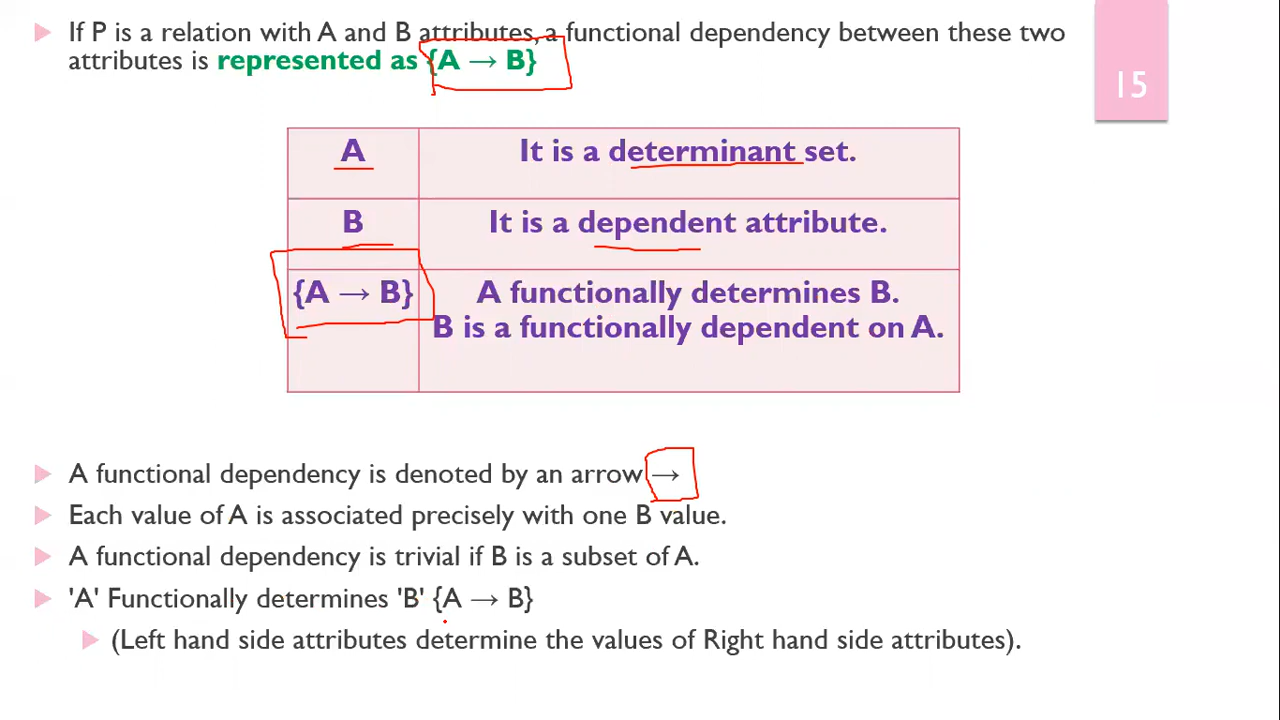 If P is a relation with A and B attributes, a functional dependency between these two
attributes is represented as {A → B}
15
A It is a determinant set.
B It is a dependent attribute.
{A → B} A functionally determines B.
B is a functionally dependent on A.
A functional dependency is denoted by an arrow →
Each value of A is associated precisely with one B value.
A functional dependency is trivial if B is a subset of A.
'A' Functionally determines 'B' {A → B}
(Left hand side attributes determine the values of Right hand side attributes).